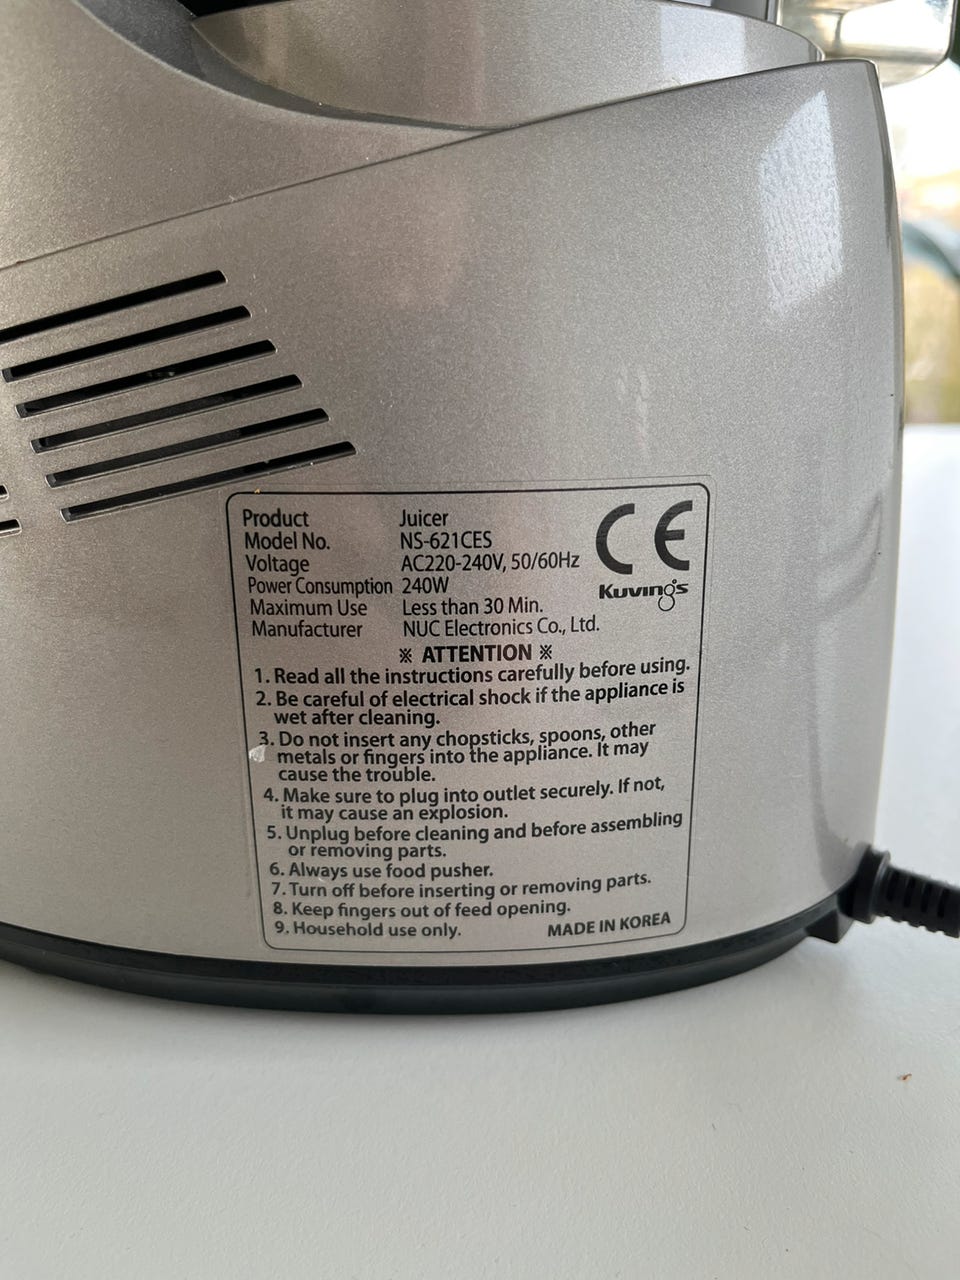 Product Juicer
Model No. NS-621CES
Voltage AC220-240V, 50/60Hz
Power Consumption 240W
Maximum Use Less than 30 Min.
Manufacturer NUC Electronics Co., Ltd.
CE
Kuvings
※ ATTENTION ※
1. Read all the instructions carefully before using.
2. Be careful of electrical shock if the appliance is
wet after cleaning.
3. Do not insert any chopsticks, spoons, other
metals or fingers into the appliance. It may
cause the trouble.
4. Make sure to plug into outlet securely. If not,
it may cause an explosion.
5. Unplug before cleaning and before assembling
or removing parts.
6. Always use food pusher.
7. Turn off before inserting or removing parts.
8. Keep fingers out of feed opening.
9. Household use only. MADE IN KOREA